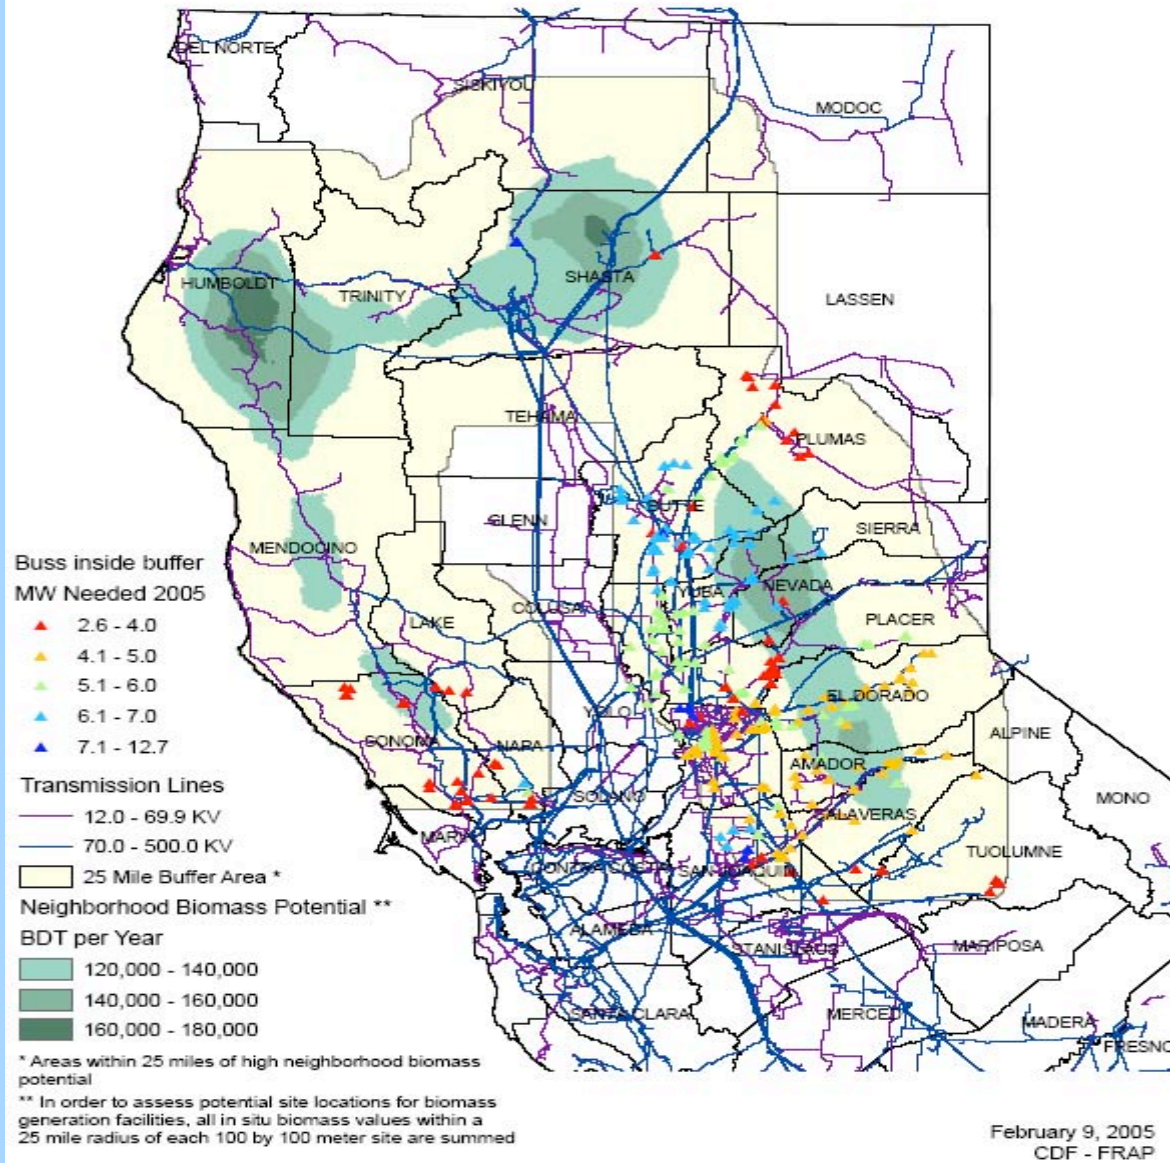 DEL NORTE
SISKIYOU
MODOC
HUMBOLDT
TRINITY
SHASTA
LASSEN
TEHAMA
PLUMAS
GLENN
BUTTE
SIERRA
MENDOCINO
NEVADA
YUBA
COLUSA
LAKE
PLACER
EL DORADO
YOLO
ALPINE
SONOMA
NAPA
AMADOR
SOLANO
MONO
CALAVERAS
MARIN
TUOLUMNE
CONTRA COSTA
SAN JOAQUIN
ALAMEDA
STANISLAUS
MARIPOSA
SANTA CLARA
MERCED
MADERA
FRESNO
Buss inside buffer
MW Needed 2005
2.6 - 4.0
4.1 - 5.0
5.1 - 6.0
6.1 - 7.0
7.1 - 12.7
Transmission Lines
12.0 - 69.9 KV
70.0 - 500.0 KV
25 Mile Buffer Area *
Neighborhood Biomass Potential **
BDT per Year
120,000 - 140,000
140,000 - 160,000
160,000 - 180,000
* Areas within 25 miles of high neighborhood biomass
potential
** In order to assess potential site locations for biomass
generation facilities, all in situ biomass values within a
25 mile radius of each 100 by 100 meter site are summed
February 9, 2005
CDF - FRAP